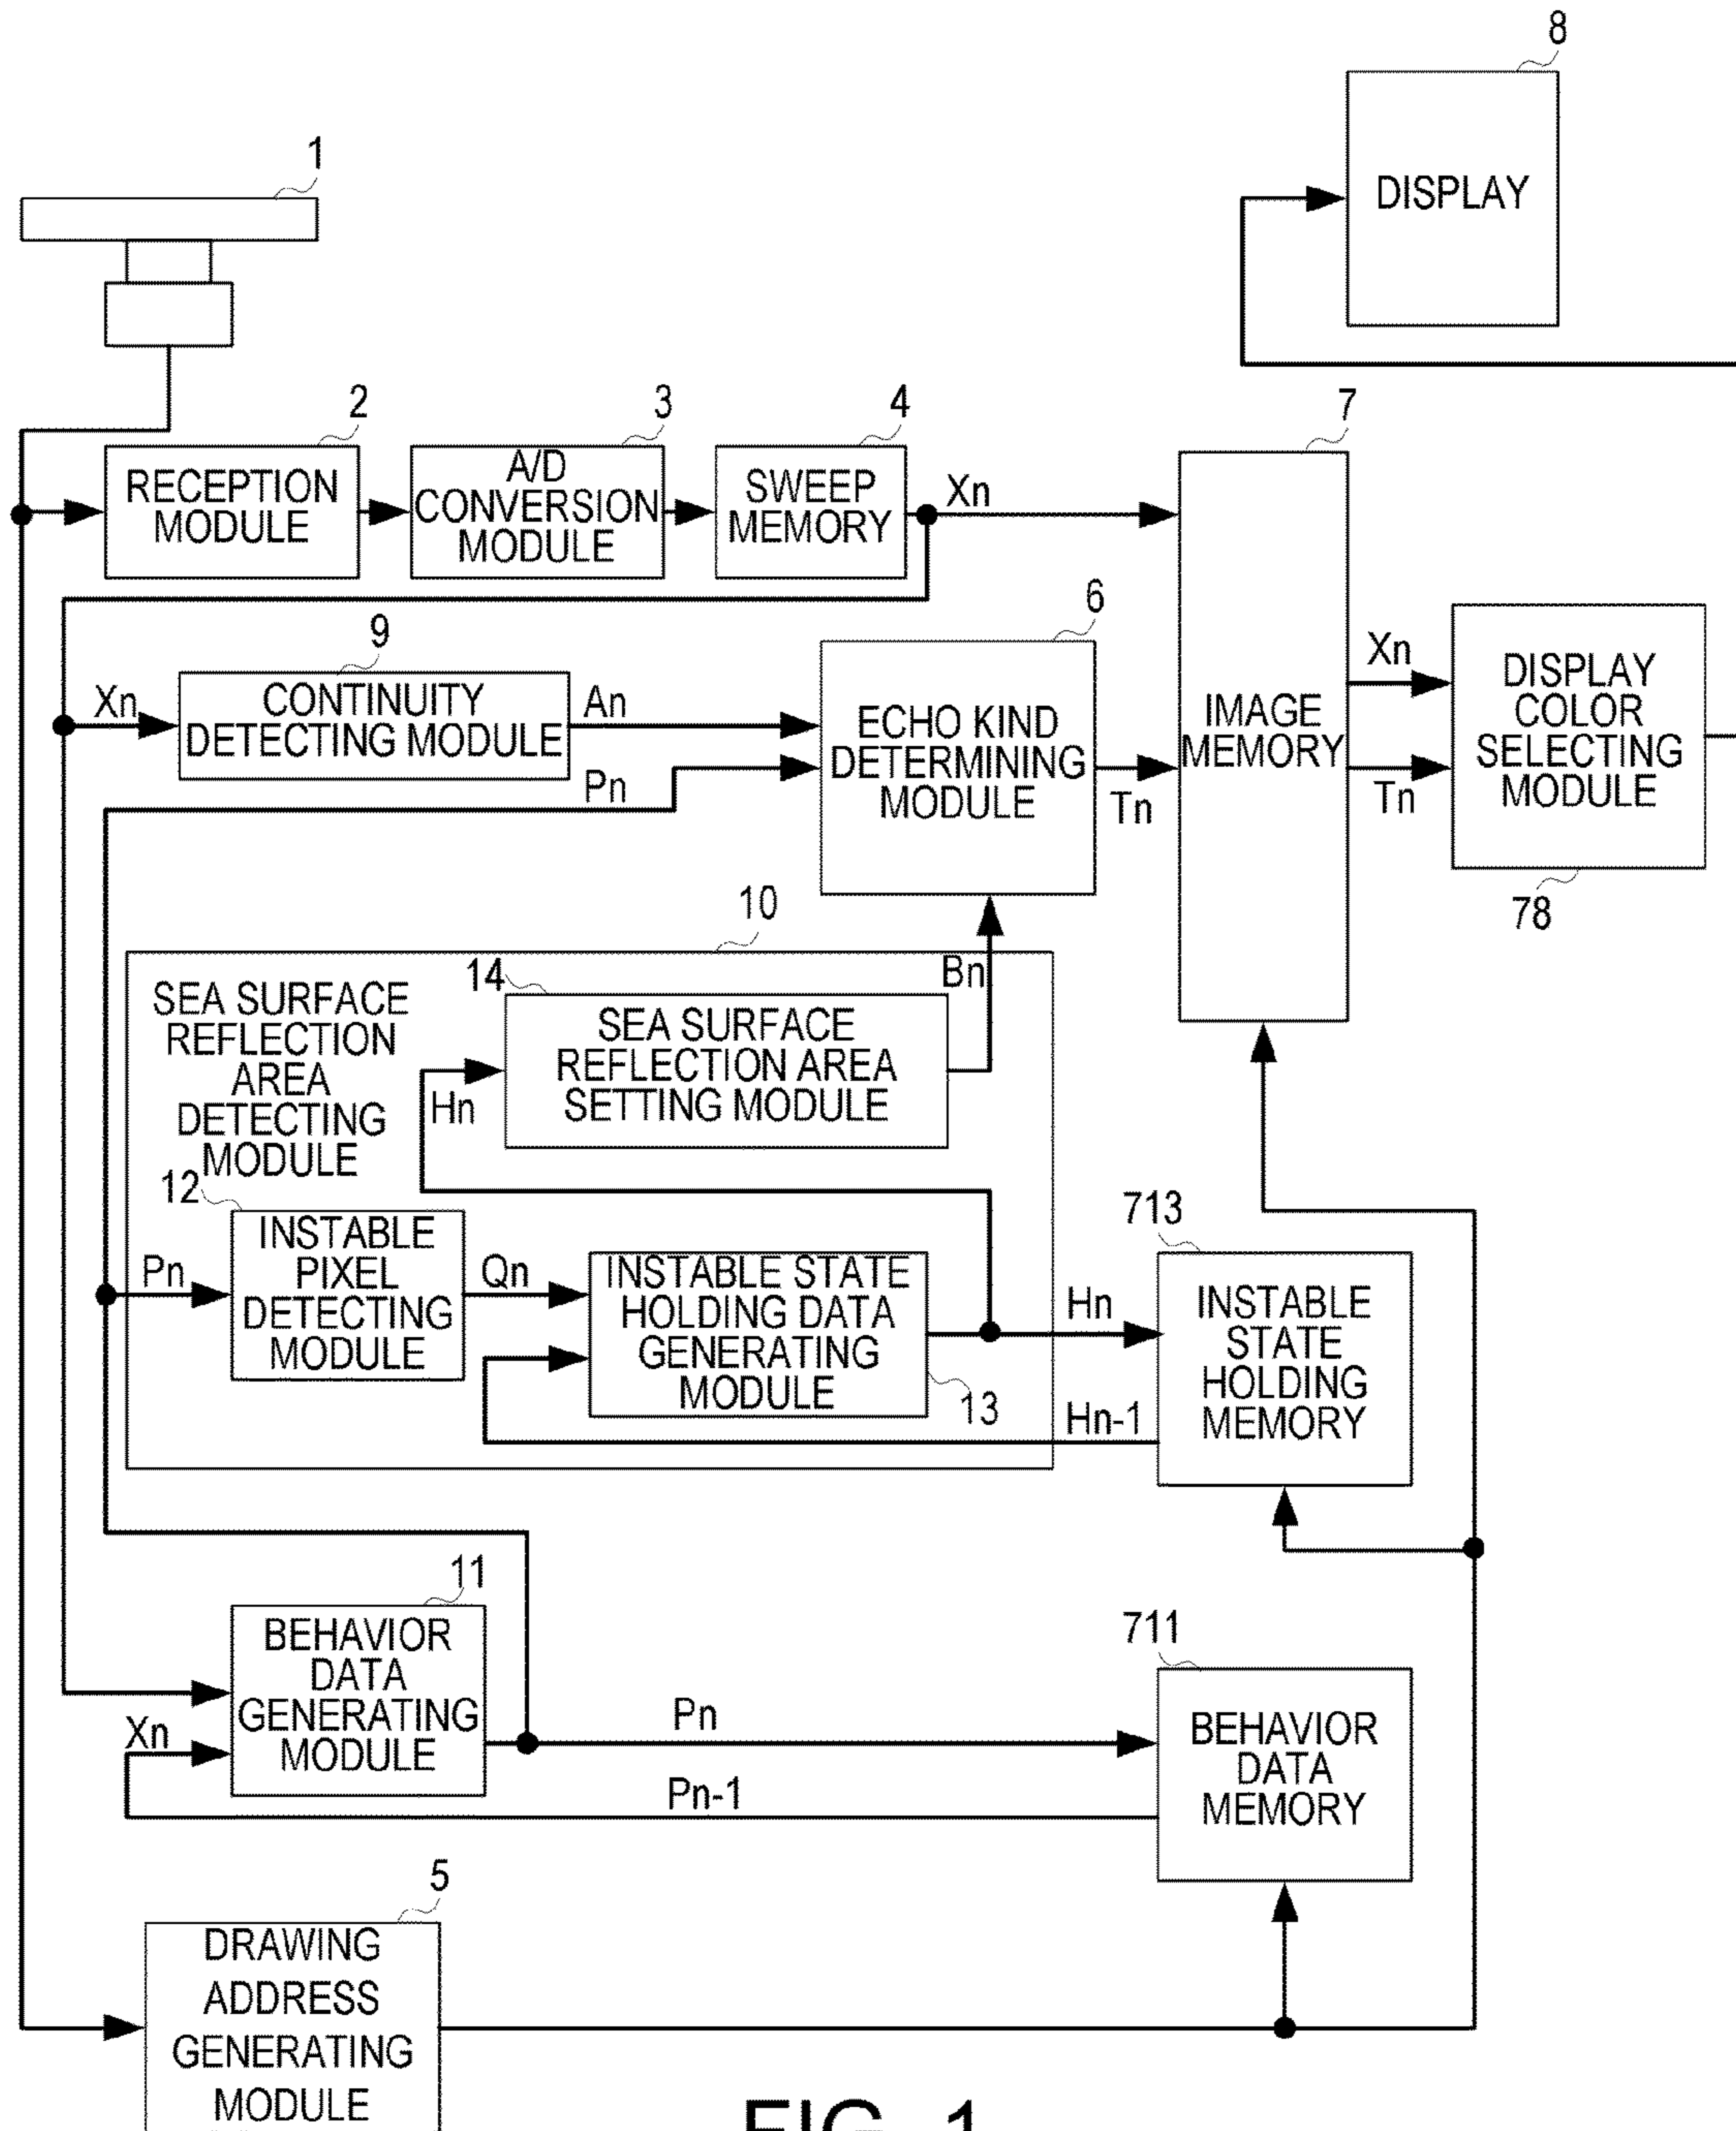 8
DISPLAY
1
2
RECEPTION
MODULE
3
A/D
CONVERSION
MODULE
4
SWEEP
MEMORY
Xn
7
IMAGE
MEMORY
6
ECHO KIND
DETERMINING
MODULE
Tn
Xn
Tn
DISPLAY
COLOR
SELECTING
MODULE
78
9
Xn
CONTINUITY
DETECTING MODULE
An
Pn
10
SEA SURFACE
REFLECTION
AREA
DETECTING
MODULE
14
SEA SURFACE
REFLECTION AREA
SETTING MODULE
Bn
Hn
12
Pn
INSTABLE
PIXEL
DETECTING
MODULE
Qn
INSTABLE STATE
HOLDING DATA
GENERATING
MODULE
13
Hn
Hn-1
713
INSTABLE
STATE
HOLDING
MEMORY
11
BEHAVIOR
DATA
GENERATING
MODULE
Xn
Pn
Pn-1
711
BEHAVIOR
DATA
MEMORY
5
DRAWING
ADDRESS
GENERATING
MODULE
FIG. 1